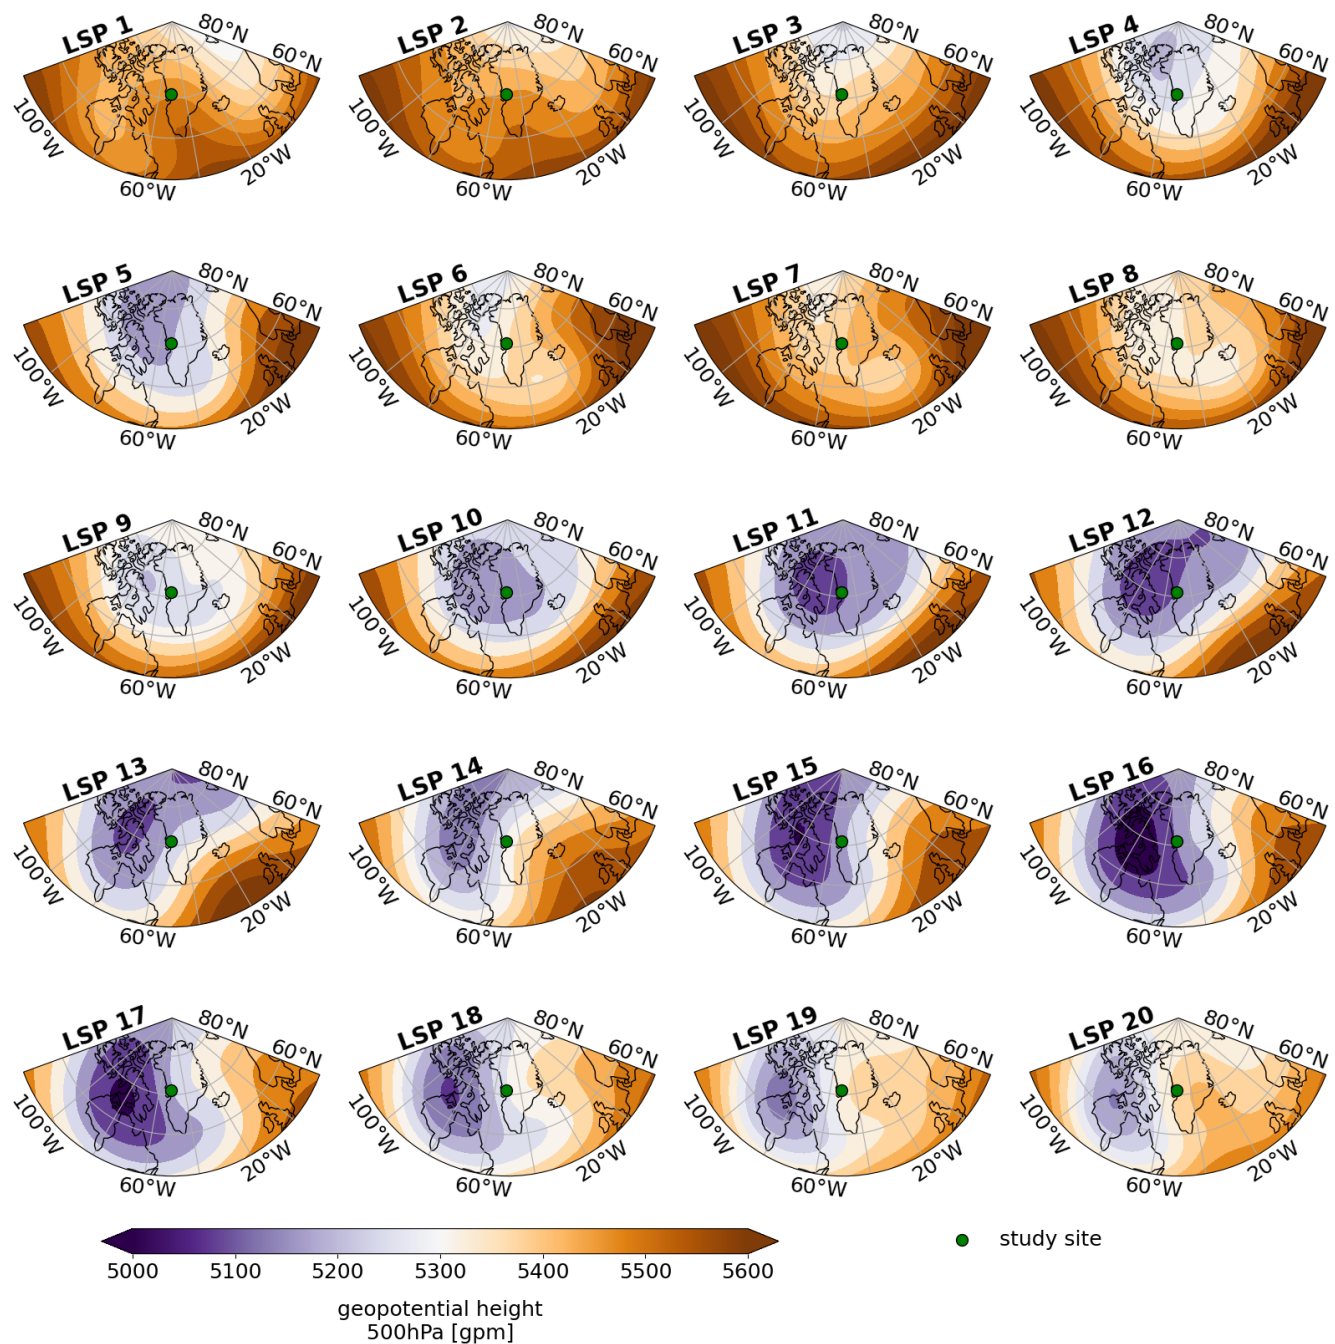 LSP 1
80°N
60°N
100°W
60°W
20°W
LSP 2
80°N
60°N
100°W
60°W
20°W
LSP 3
80°N
60°N
100°W
60°W
20°W
LSP 4
80°N
60°N
100°W
60°W
20°W
LSP 5
80°N
60°N
100°W
60°W
20°W
LSP 6
80°N
60°N
100°W
60°W
20°W
LSP 7
80°N
60°N
100°W
60°W
20°W
LSP 8
80°N
60°N
100°W
60°W
20°W
LSP 9
80°N
60°N
100°W
60°W
20°W
LSP 10
80°N
60°N
100°W
60°W
20°W
LSP 11
80°N
60°N
100°W
60°W
20°W
LSP 12
80°N
60°N
100°W
60°W
20°W
LSP 13
80°N
60°N
100°W
60°W
20°W
LSP 14
80°N
60°N
100°W
60°W
20°W
LSP 15
80°N
60°N
100°W
60°W
20°W
LSP 16
80°N
60°N
100°W
60°W
20°W
LSP 17
80°N
60°N
100°W
60°W
20°W
LSP 18
80°N
60°N
100°W
60°W
20°W
LSP 19
80°N
60°N
100°W
60°W
20°W
LSP 20
80°N
60°N
100°W
60°W
20°W
5000 5100 5200 5300 5400 5500 5600
geopotential height
500hPa [gpm]
study site